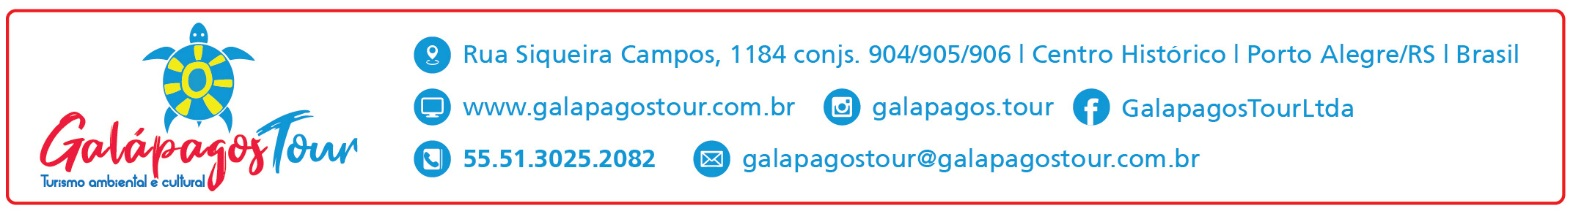 Galápagos Tour
Turismo ambiental e cultural
Rua Siqueira Campos, 1184 conjs. 904/905/906 | Centro Histórico | Porto Alegre/RS | Brasil
www.galapagostour.com.br galapagos.tour GalapagosTourLtda
55.51.3025.2082 galapagostour@galapagostour.com.br